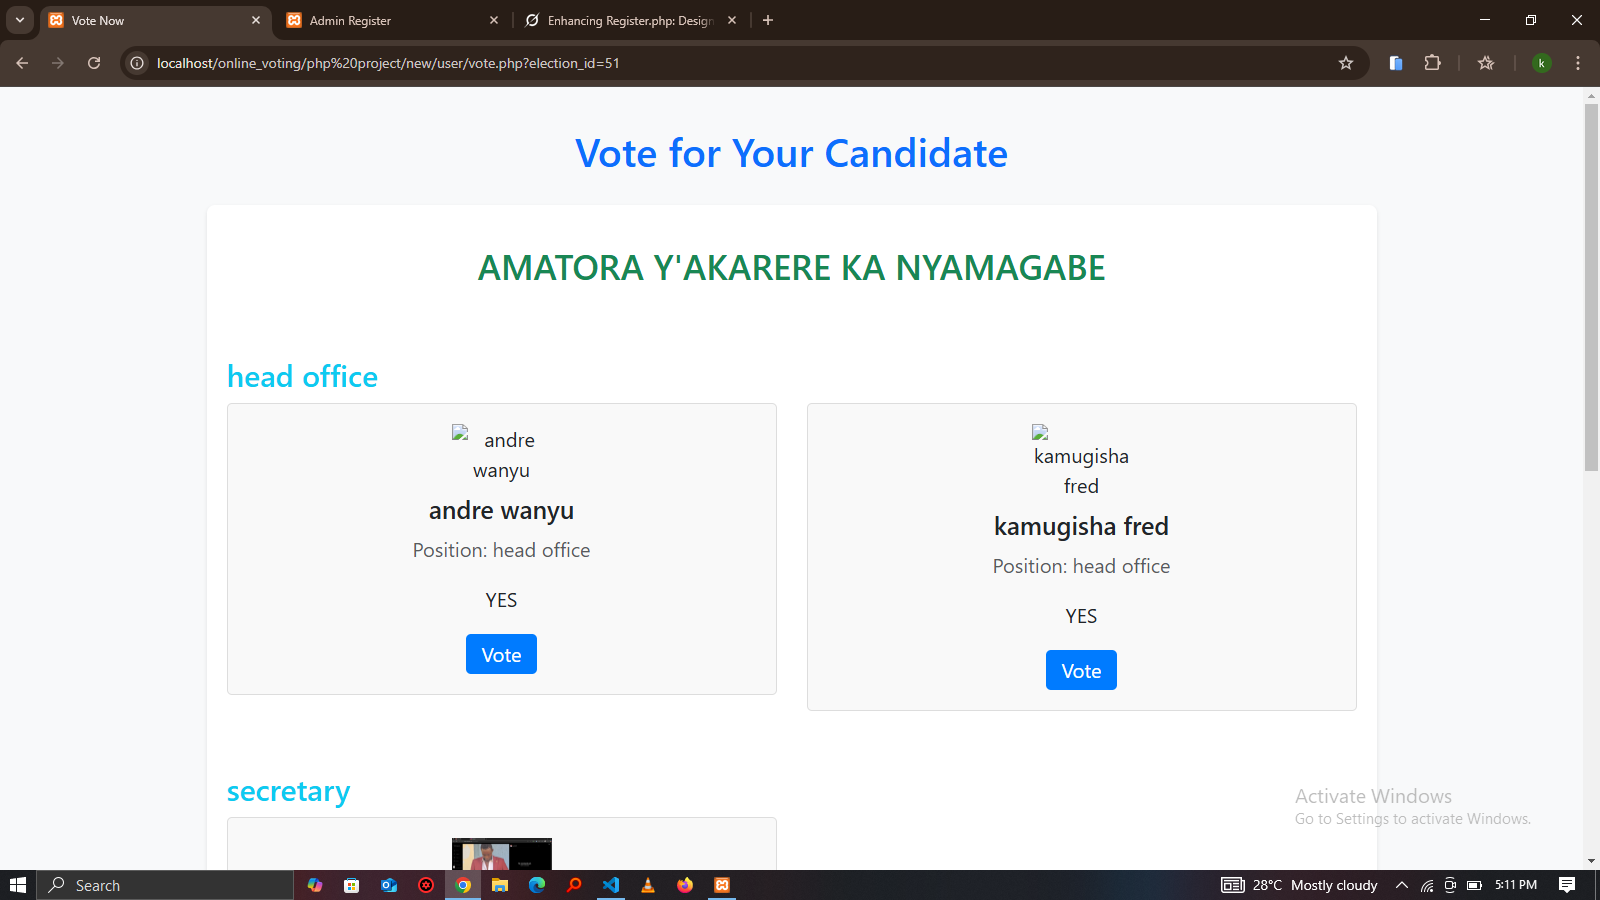 Vote Now
Admin Register
Enhancing Register.php: Design
localhost/online_voting/php%20project/new/user/vote.php?election_id=51
k
Vote for Your Candidate
AMATORA Y'AKARERE KA NYAMAGABE
head office
andre
wanyu
andre wanyu
Position: head office
YES
Vote
kamugisha
fred
kamugisha fred
Position: head office
YES
Vote
secretary
Activate Windows
Go to Settings to activate Windows.
Search
28°C Mostly cloudy
5:11 PM